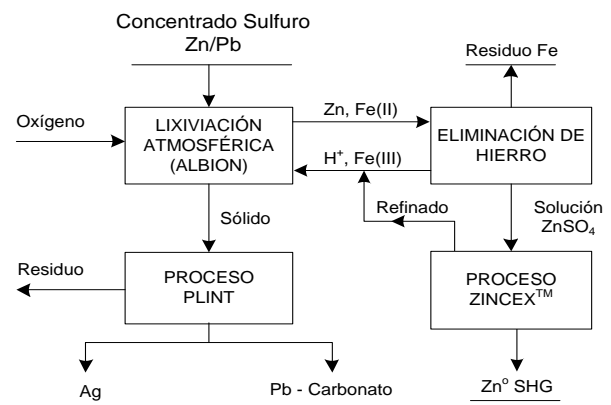 Concentrado Sulfuro
Zn/Pb
Residuo Fe
Oxígeno
LIXIVIACIÓN
ATMOSFÉRICA
(ALBION)
Zn, Fe(II)
H⁺, Fe(III)
ELIMINACIÓN DE
HIERRO
Refinado
Sólido
Solución
ZnSO₄
Residuo
PROCESO
PLINT
PROCESO
ZINCEX™
Ag
Pb - Carbonato
Zn° SHG